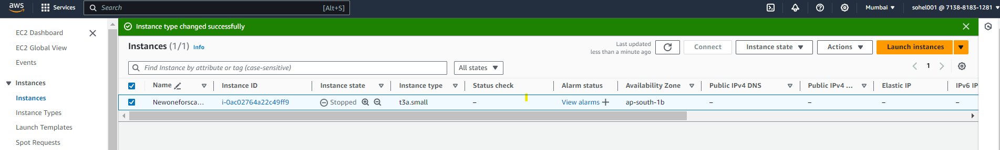 aws Services Search [Alt+S] Mumbai sohel001 @ 7138-8183-1281
EC2 Dashboard
EC2 Global View
Events
Instances
Instances
Instance Types
Launch Templates
Spot Requests
Instance type changed successfully
Instances (1/1) Info
Last updated
less than a minute ago
Connect Instance state Actions Launch instances
Find Instance by attribute or tag (case-sensitive) All states
1
Name Instance ID Instance state Instance type Status check Alarm status Availability Zone Public IPv4 DNS Public IPv4 ... Elastic IP IPv6 IP
Newoneforsca... i-0ac02764a22c49ff9 Stopped t3a.small – View alarms + ap-south-1b – – – –